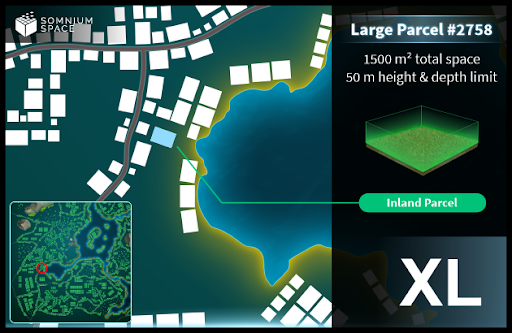 SOMNIUM
SPACE
Large Parcel #2758
1500 m² total space
50 m height & depth limit
Inland Parcel
XL